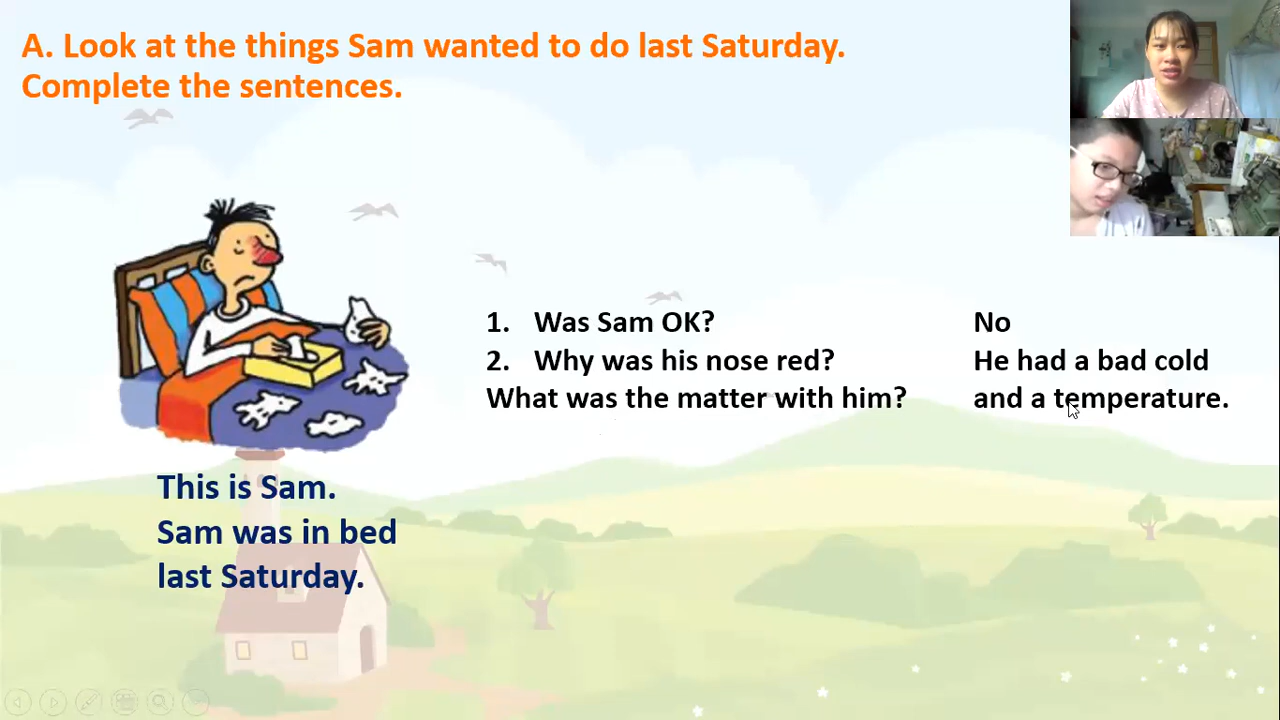 A. Look at the things Sam wanted to do last Saturday.
Complete the sentences.
1. Was Sam OK? No
2. Why was his nose red? He had a bad cold
What was the matter with him? and a temperature.
This is Sam.
Sam was in bed
last Saturday.